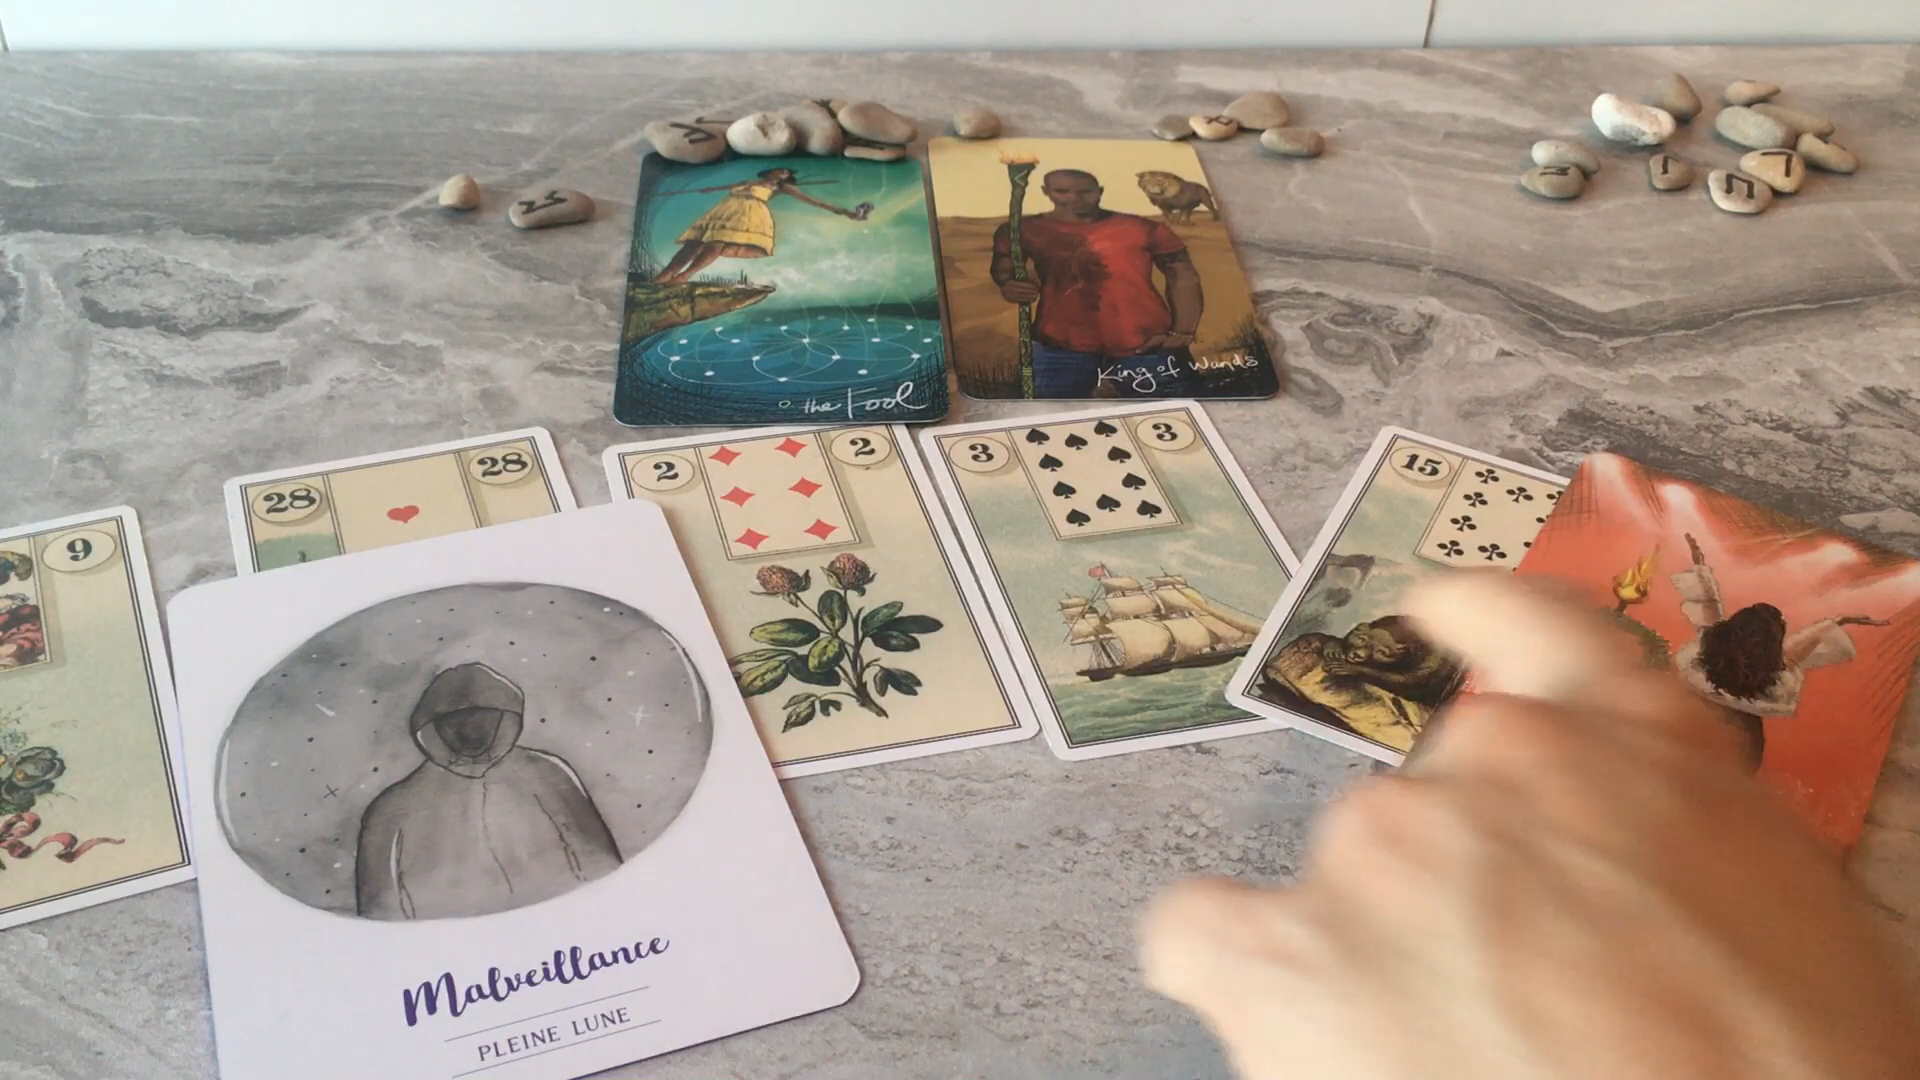 0 the Fool
King of Wands
28
28
2
2
3
3
15
9
Malveillance
PLEINE LUNE